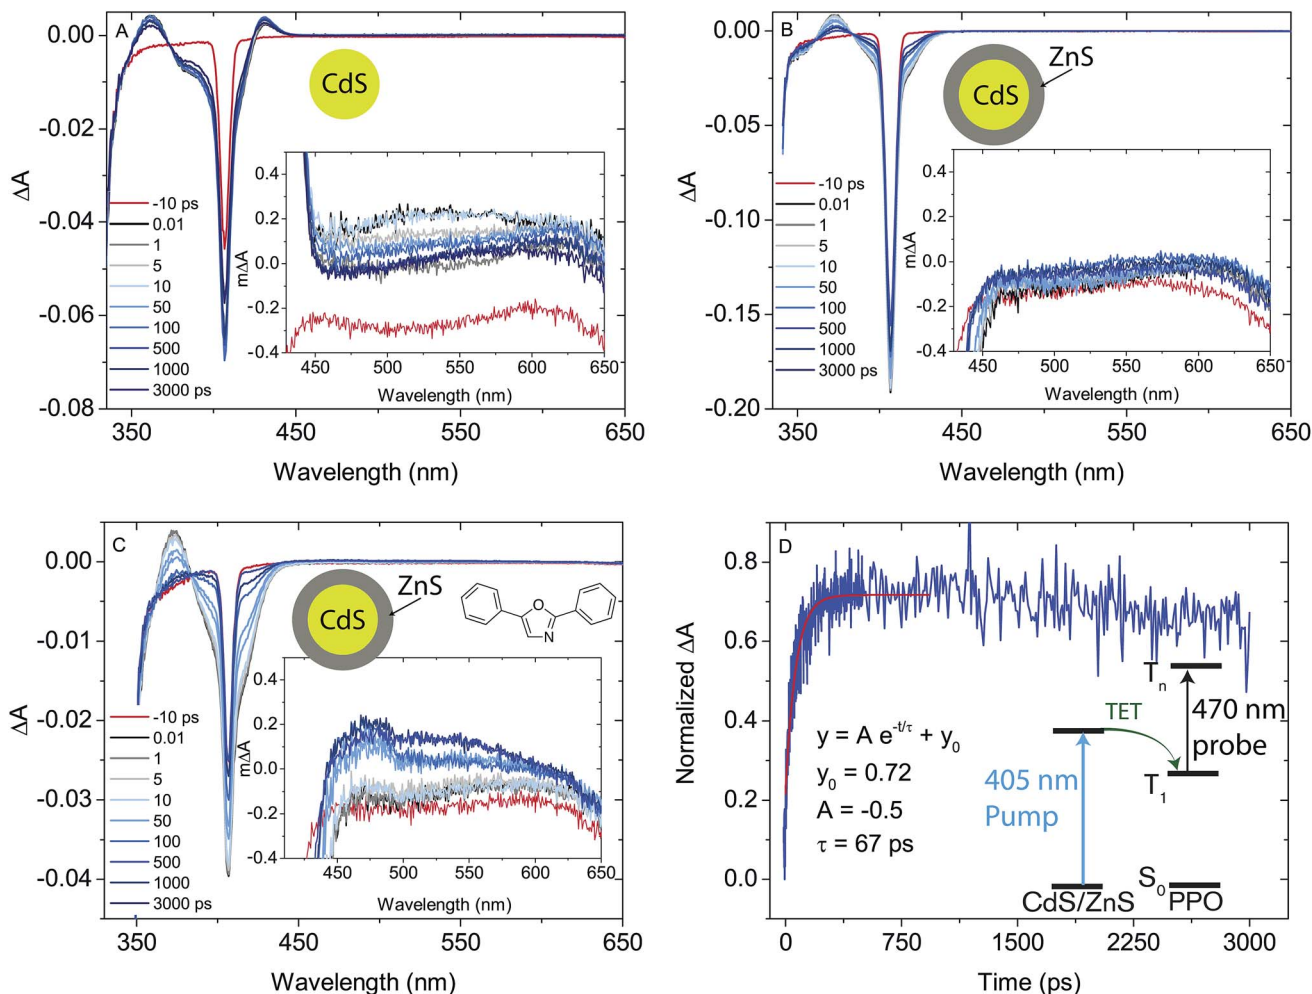 A
0.00
-0.02
-0.04
-0.06
-0.08
ΔA
CdS
-10 ps
0.01
1
5
10
50
100
500
1000
3000 ps
0.4
0.2
0.0
-0.2
-0.4
mΔA
450 500 550 600 650
Wavelength (nm)
350 450 550 650
Wavelength (nm)
B
0.00
-0.05
-0.10
-0.15
-0.20
ΔA
ZnS
CdS
-10 ps
0.01
1
5
10
50
100
500
1000
3000 ps
0.4
0.2
0.0
-0.2
-0.4
mΔA
450 500 550 600 650
Wavelength (nm)
350 450 550 650
Wavelength (nm)
C
0.00
-0.01
-0.02
-0.03
-0.04
ΔA
ZnS
CdS
O
N
-10 ps
0.01
1
5
10
50
100
500
1000
3000 ps
0.4
0.2
0.0
-0.2
-0.4
mΔA
450 500 550 600 650
Wavelength (nm)
350 450 550 650
Wavelength (nm)
D
0.8
0.6
0.4
0.2
0.0
Normalized ΔA
y = A e^-t/τ + y₀
y₀ = 0.72
A = -0.5
τ = 67 ps
405 nm
Pump
TET
Tₙ
470 nm
probe
T₁
S₀
CdS/ZnS PPO
0 750 1500 2250 3000
Time (ps)